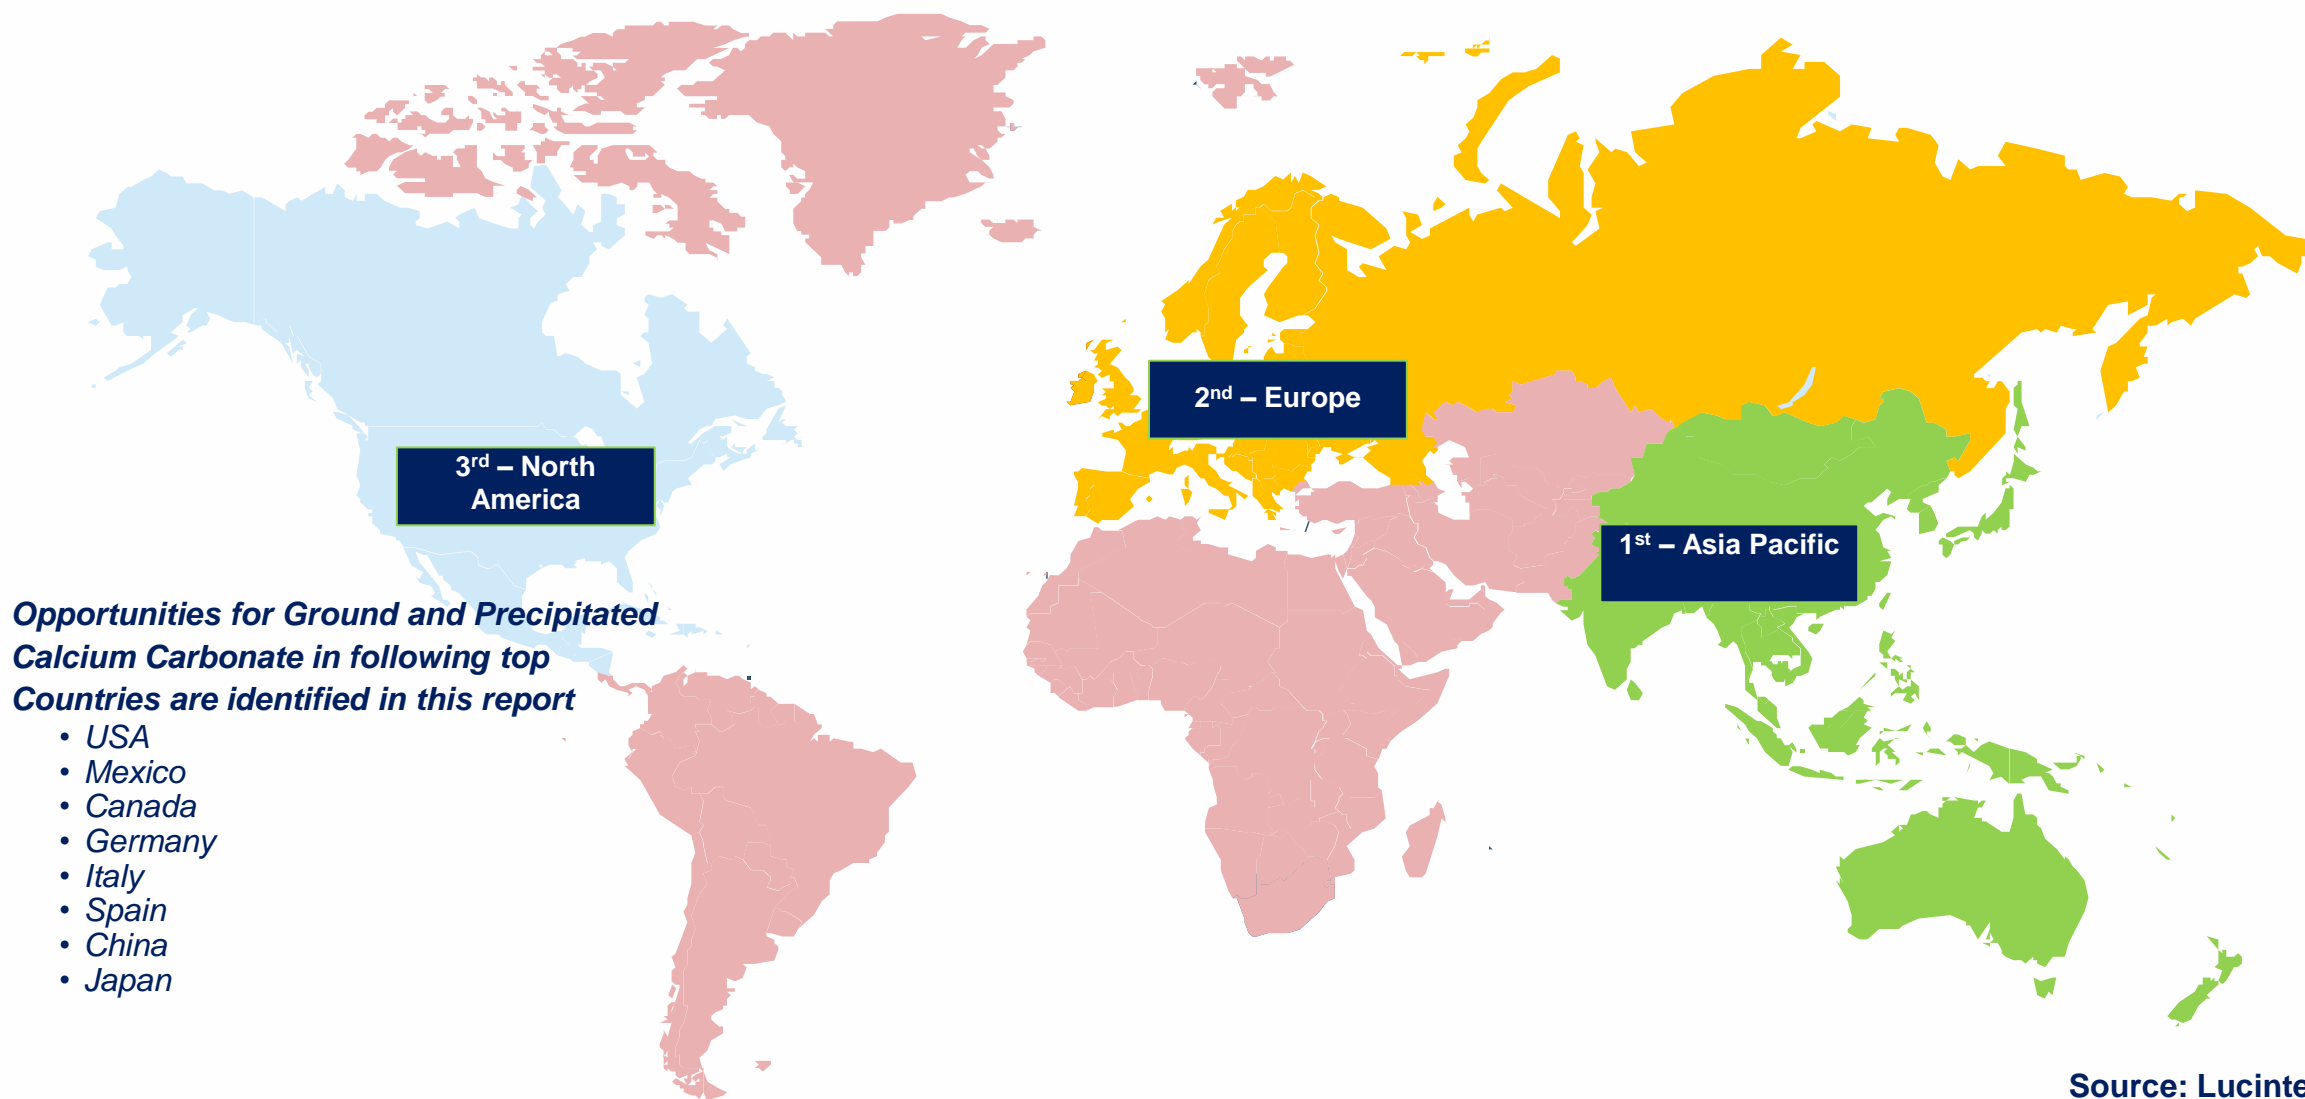 2nd – Europe
3rd – North
America
1st – Asia Pacific
Opportunities for Ground and Precipitated
Calcium Carbonate in following top
Countries are identified in this report
• USA
• Mexico
• Canada
• Germany
• Italy
• Spain
• China
• Japan
Source: Lucinte